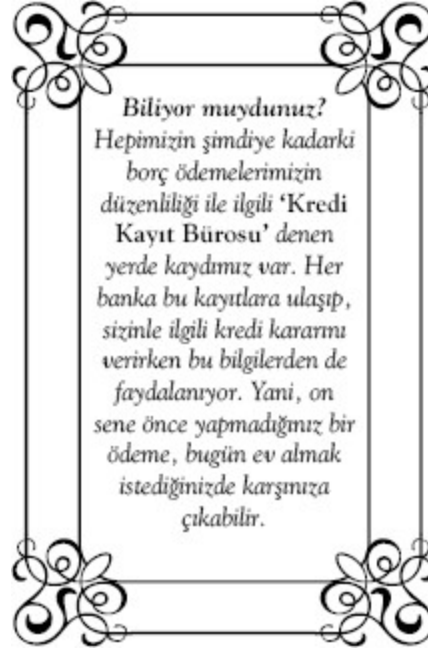 Biliyor muydunuz?
Hepimizin şimdiye kadarki
borç ödemelerimizin
düzenliliği ile ilgili ‘Kredi
Kayıt Bürosu’ denen
yerde kaydımız var. Her
banka bu kayıtlara ulaşıp,
sizinle ilgili kredi kararını
verirken bu bilgilerden de
faydalanıyor. Yani, on
sene önce yapmadığınız bir
ödeme, bugün ev almak
istediğinizde karşınıza
çıkabilir.